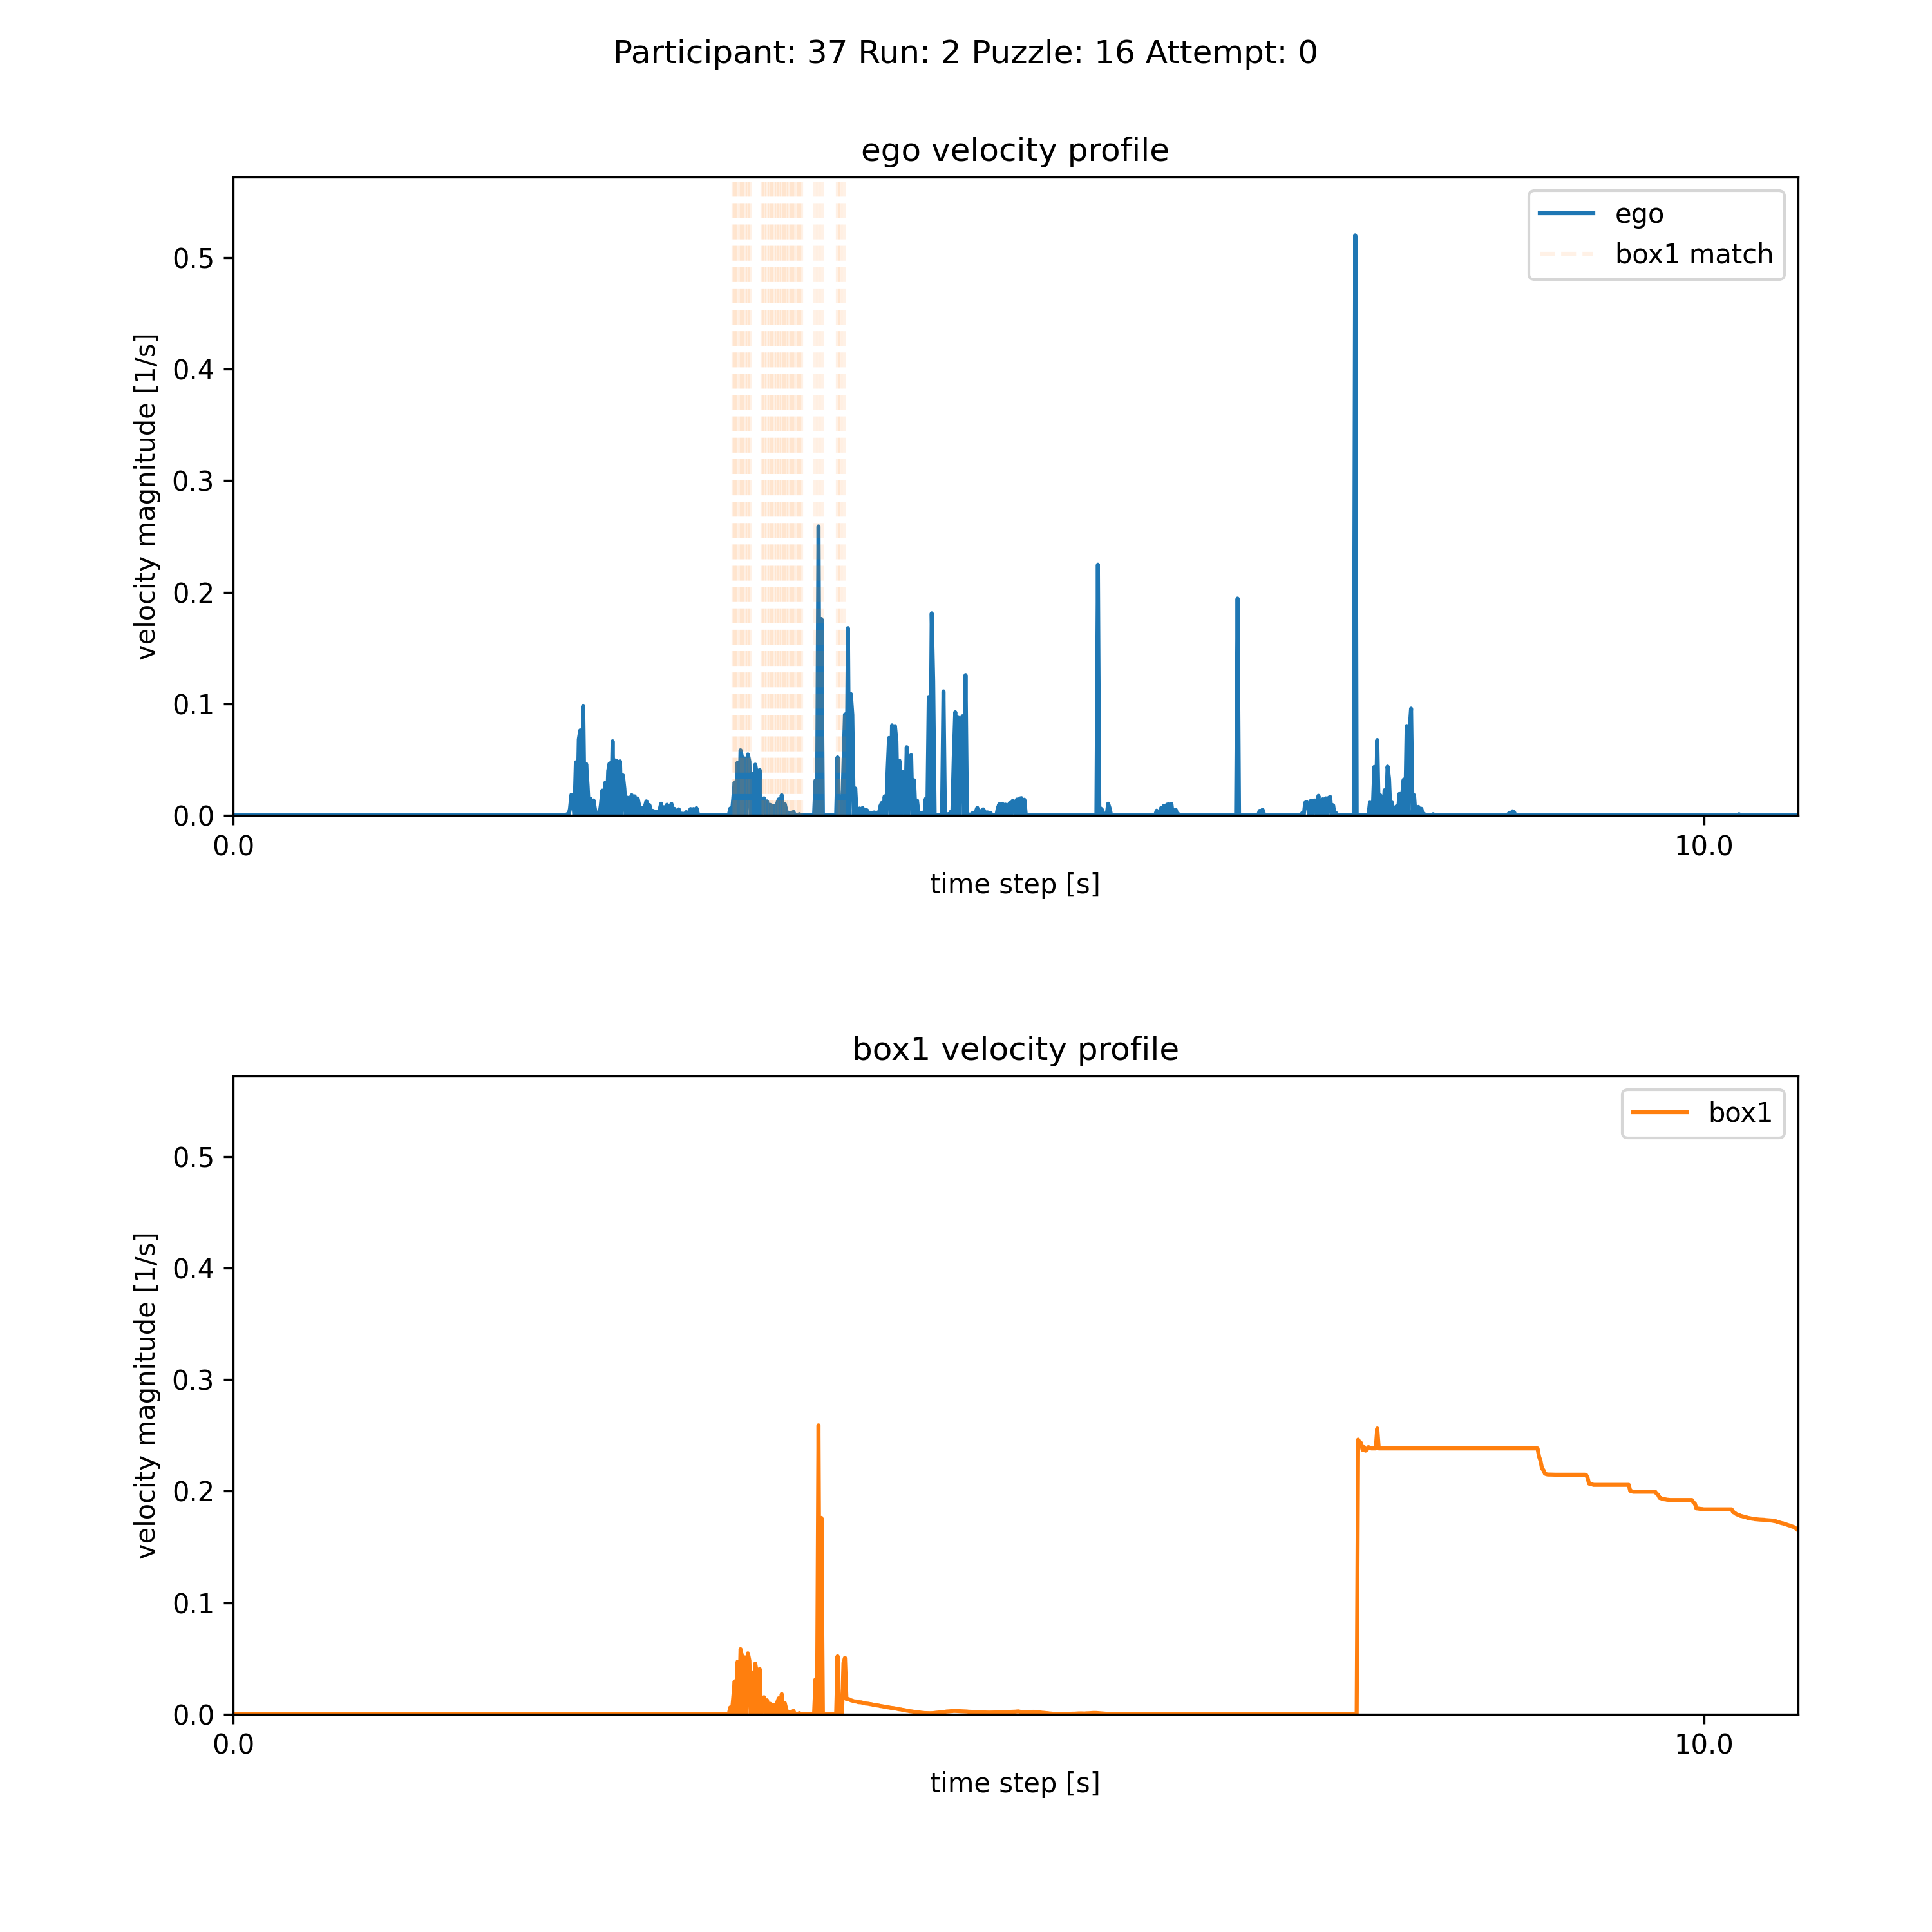 Participant: 37 Run: 2 Puzzle: 16 Attempt: 0
ego velocity profile
ego
box1 match
velocity magnitude [1/s]
0.5
0.4
0.3
0.2
0.1
0.0
0.0
10.0
time step [s]
box1 velocity profile
box1
velocity magnitude [1/s]
0.5
0.4
0.3
0.2
0.1
0.0
0.0
10.0
time step [s]